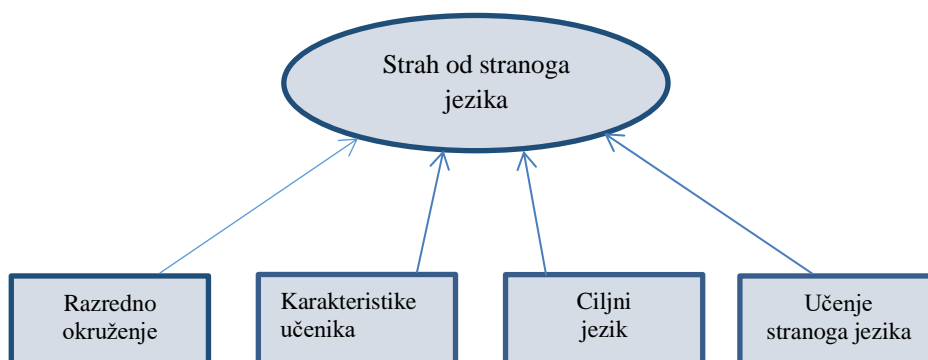 Strah od stranoga
jezika
Razredno
okruženje
Karakteristike
učenika
Ciljni
jezik
Učenje
stranoga jezika